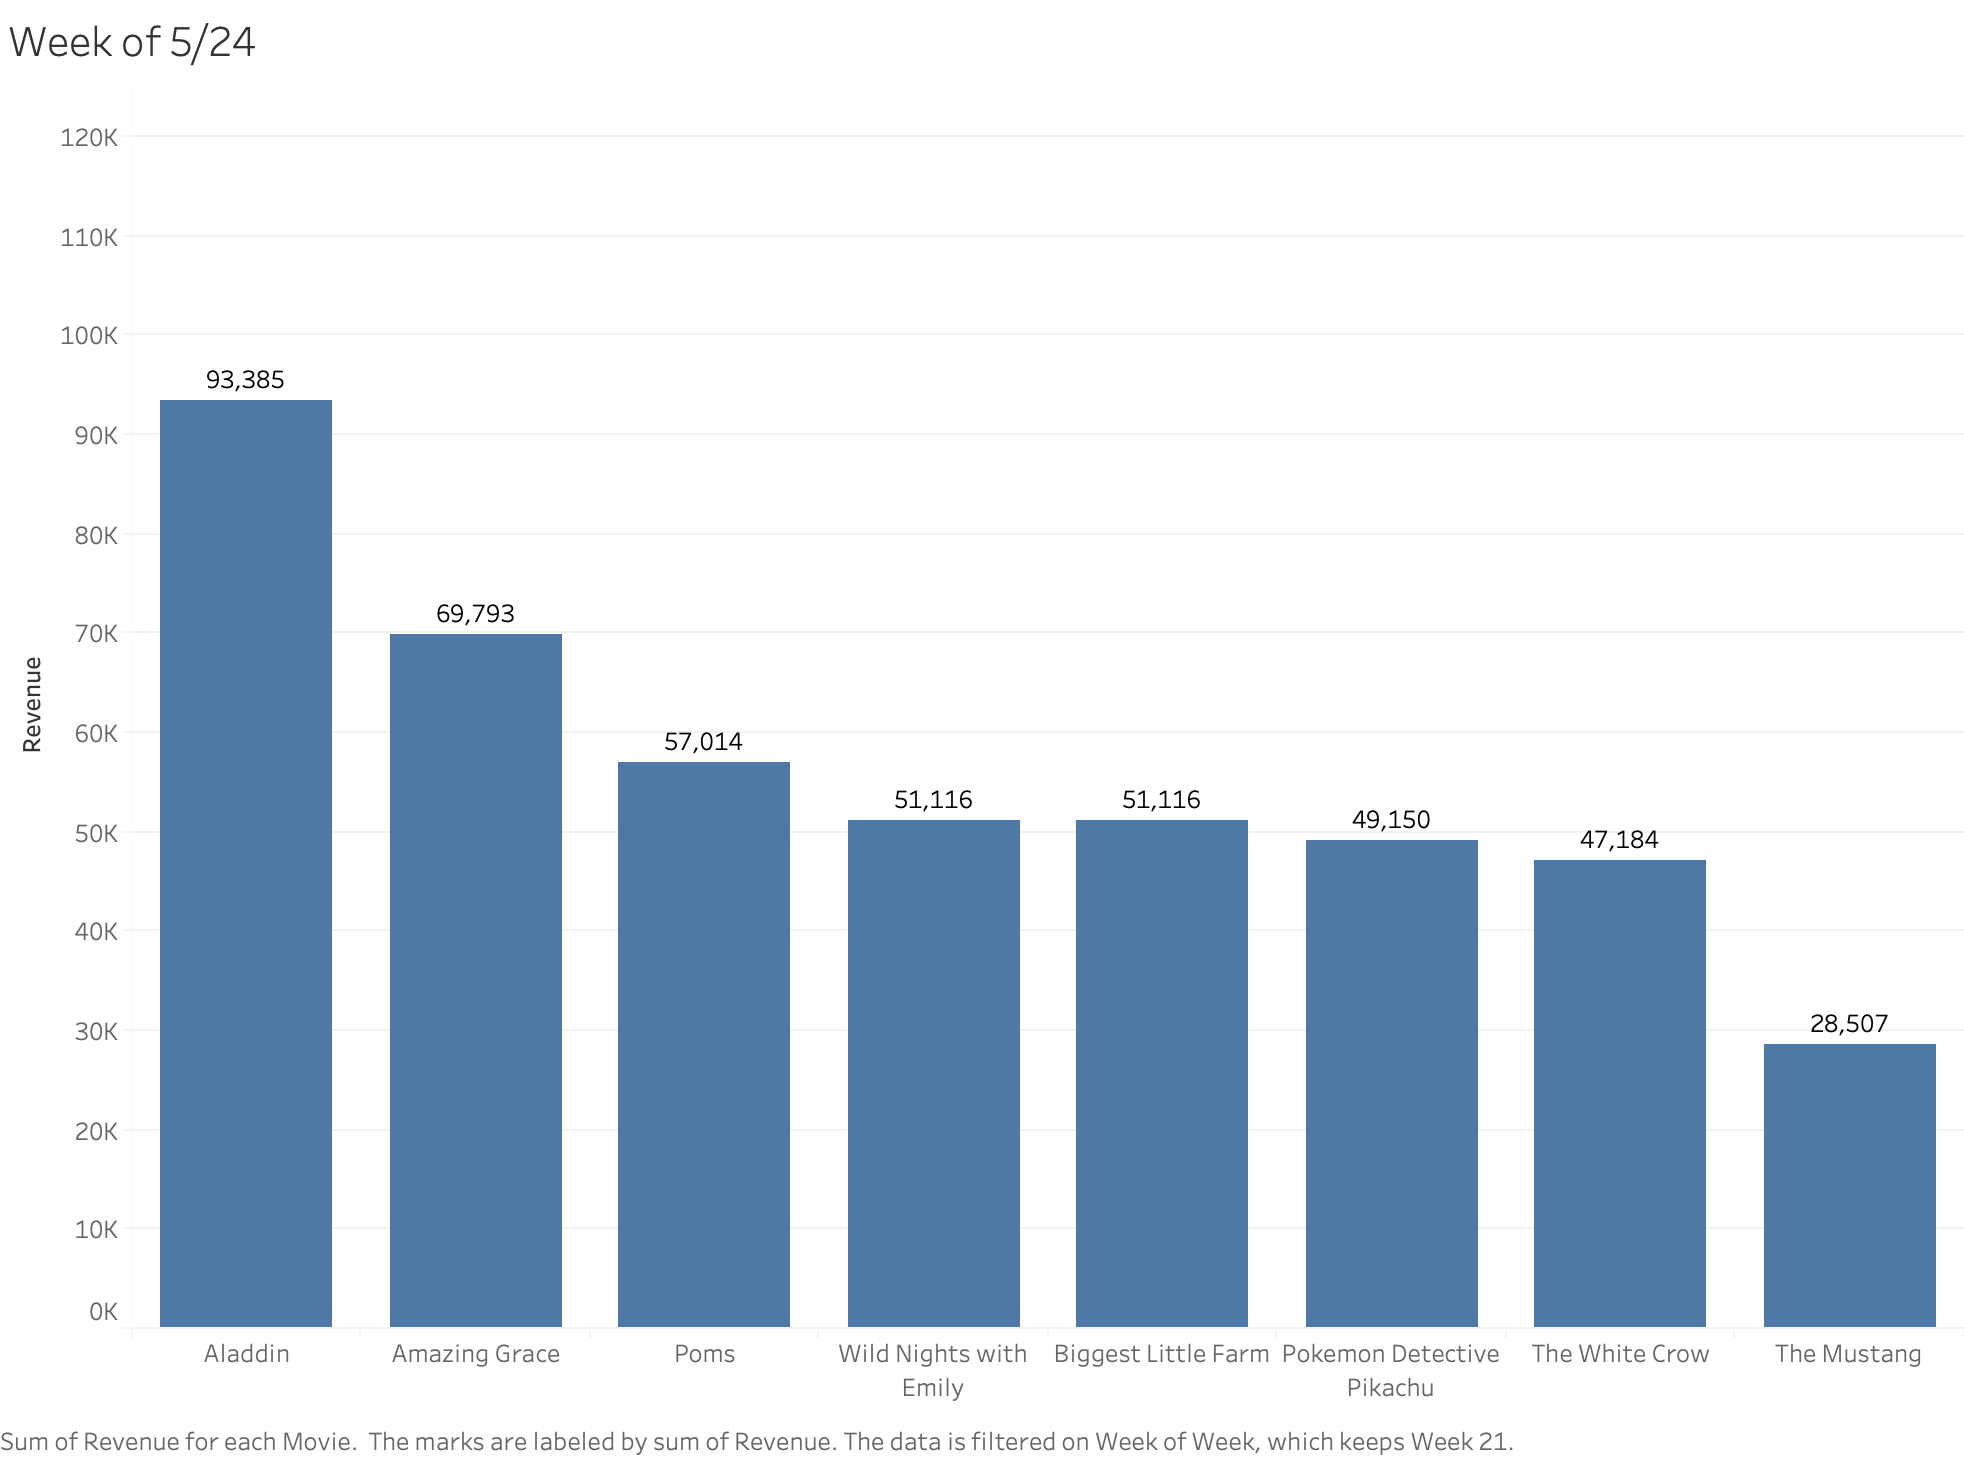 Week of 5/24
120K
110K
100K
90K
80K
70K
60K
50K
40K
30K
20K
10K
0K
Revenue
93,385
69,793
57,014
51,116
51,116
49,150
47,184
28,507
Aladdin
Amazing Grace
Poms
Wild Nights with
Emily
Biggest Little Farm
Pokemon Detective
Pikachu
The White Crow
The Mustang
Sum of Revenue for each Movie.  The marks are labeled by sum of Revenue. The data is filtered on Week of Week, which keeps Week 21.